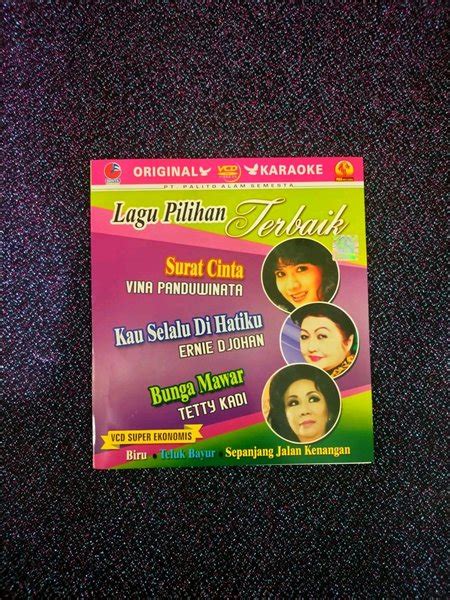 ORIGINAL VCD KARAOKE
PT. PALITO ALAM SEMESTA
Lagu Pilihan Terbaik
Surat Cinta
VINA PANDUWINATA
Kau Selalu Di Hatiku
ERNIE DJOHAN
Bunga Mawar
TETTY KADI
VCD SUPER EKONOMIS
Biru Teluk Bayur Sepanjang Jalan Kenangan